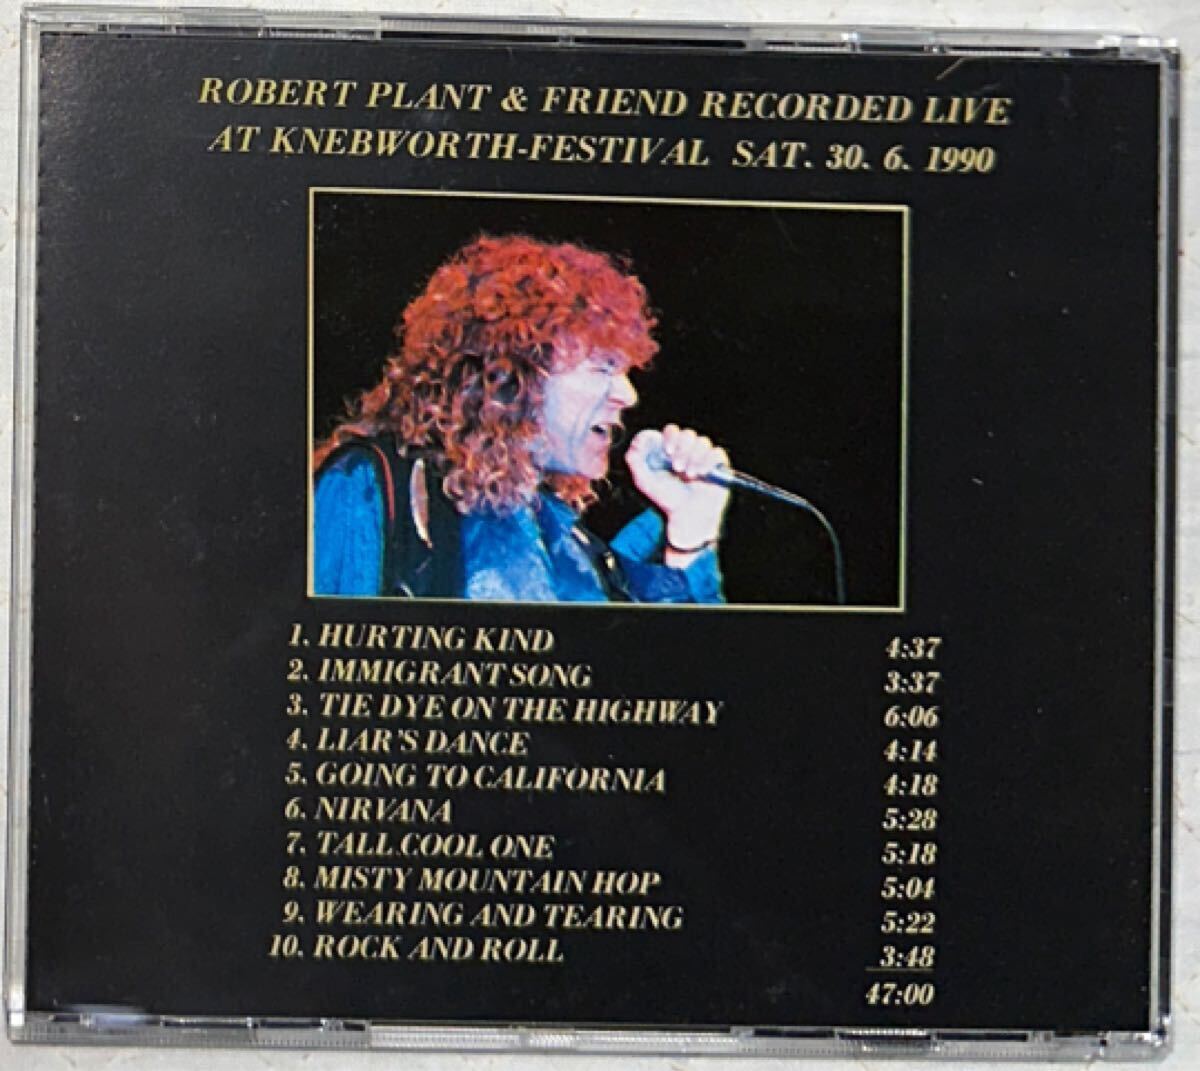 ROBERT PLANT & FRIEND RECORDED LIVE
AT KNEBWORTH-FESTIVAL SAT. 30. 6. 1990
1. HURTING KIND 4:37
2. IMMIGRANT SONG 3:37
3. TIE DYE ON THE HIGHWAY 6:06
4. LIAR'S DANCE 4:14
5. GOING TO CALIFORNIA 4:18
6. NIRVANA 5:28
7. TALL COOL ONE 5:18
8. MISTY MOUNTAIN HOP 5:04
9. WEARING AND TEARING 5:22
10. ROCK AND ROLL 3:48
47:00